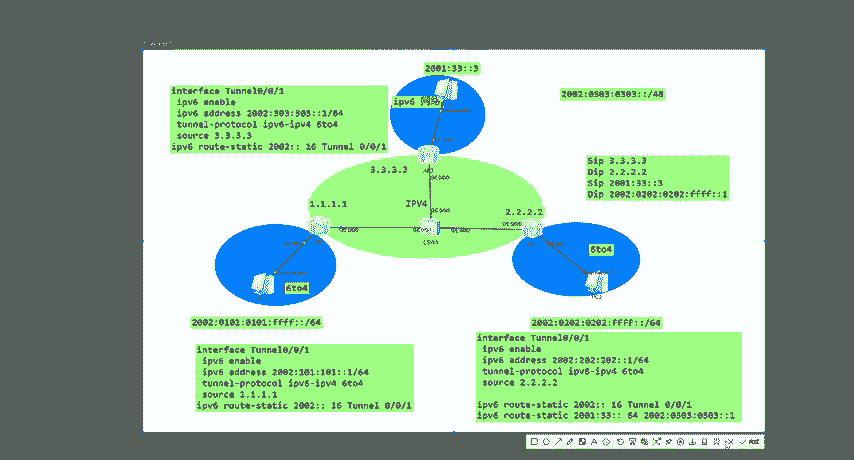 2001:33::3
interface Tunnel0/0/1
ipv6 enable
ipv6 address 2002:303:303::1/64
tunnel-protocol ipv6-ipv4 6to4
source 3.3.3.3
ipv6 route-static 2002:: 16 Tunnel 0/0/1
ipv6
2002:0303:0303::/48
3.3.3.3
Sip 3.3.3.3
Dip 2.2.2.2
Sip 2001:33::3
Dip 2002:0202:0202:ffff::1
1.1.1.1
IPV4
2.2.2.2
6to4
6to4
2002:0102:0101:ffff::/64
2002:0202:0202:ffff::/64
interface Tunnel0/0/1
ipv6 enable
ipv6 address 2002:101:101::1/64
tunnel-protocol ipv6-ipv4 6to4
source 1.1.1.1
ipv6 route-static 2002:: 16 Tunnel 0/0/1
interface Tunnel0/0/1
ipv6 enable
ipv6 address 2002:202:202::1/64
tunnel-protocol ipv6-ipv4 6to4
source 2.2.2.2
ipv6 route-static 2002:: 16 Tunnel 0/0/1
ipv6 route-static 2001:33:: 64 2002:0303:0303::1